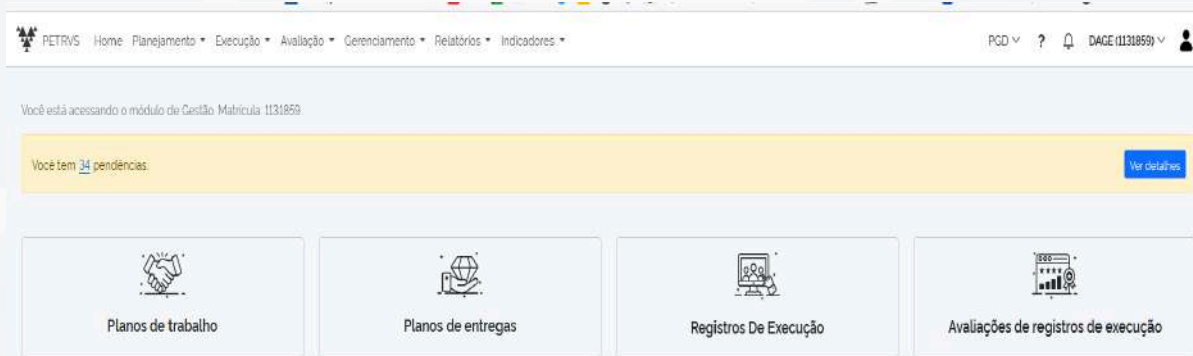 PETRVS Home Planejamento Execução Avaliação Gerenciamento Relatórios Indicadores PGD ? DAGE (1131859)
Você está acessando o módulo de Gestão. Matrícula: 1131859
Você tem 34 pendências. Ver detalhes
Planos de trabalho Planos de entregas Registros De Execução Avaliações de registros de execução